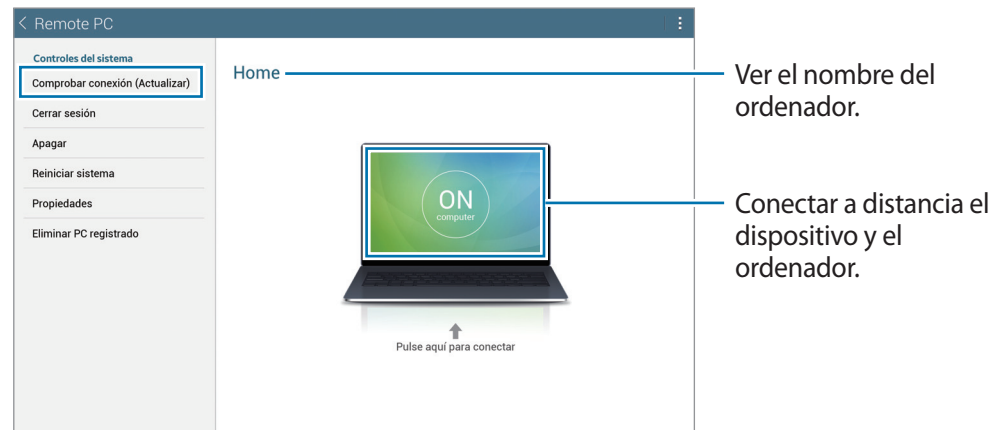 Remote PC
Controles del sistema
Comprobar conexión (Actualizar)
Cerrar sesión
Apagar
Reiniciar sistema
Propiedades
Eliminar PC registrado
Home
ON
computer
Pulse aquí para conectar
Ver el nombre del
ordenador.
Conectar a distancia el
dispositivo y el
ordenador.